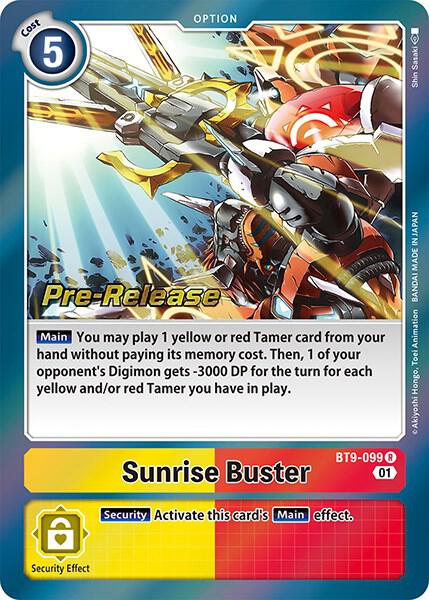 OPTION
Cost
5
Shin Sasaki
Pre-Release
Main You may play 1 yellow or red Tamer card from your
hand without paying its memory cost. Then, 1 of your
opponent's Digimon gets -3000 DP for the turn for each
yellow and/or red Tamer you have in play.
© Akiyoshi Hongo, Toei Animation BANDAI MADE IN JAPAN
BT9-099 R
01
Sunrise Buster
Security Activate this card's Main effect.
Security Effect